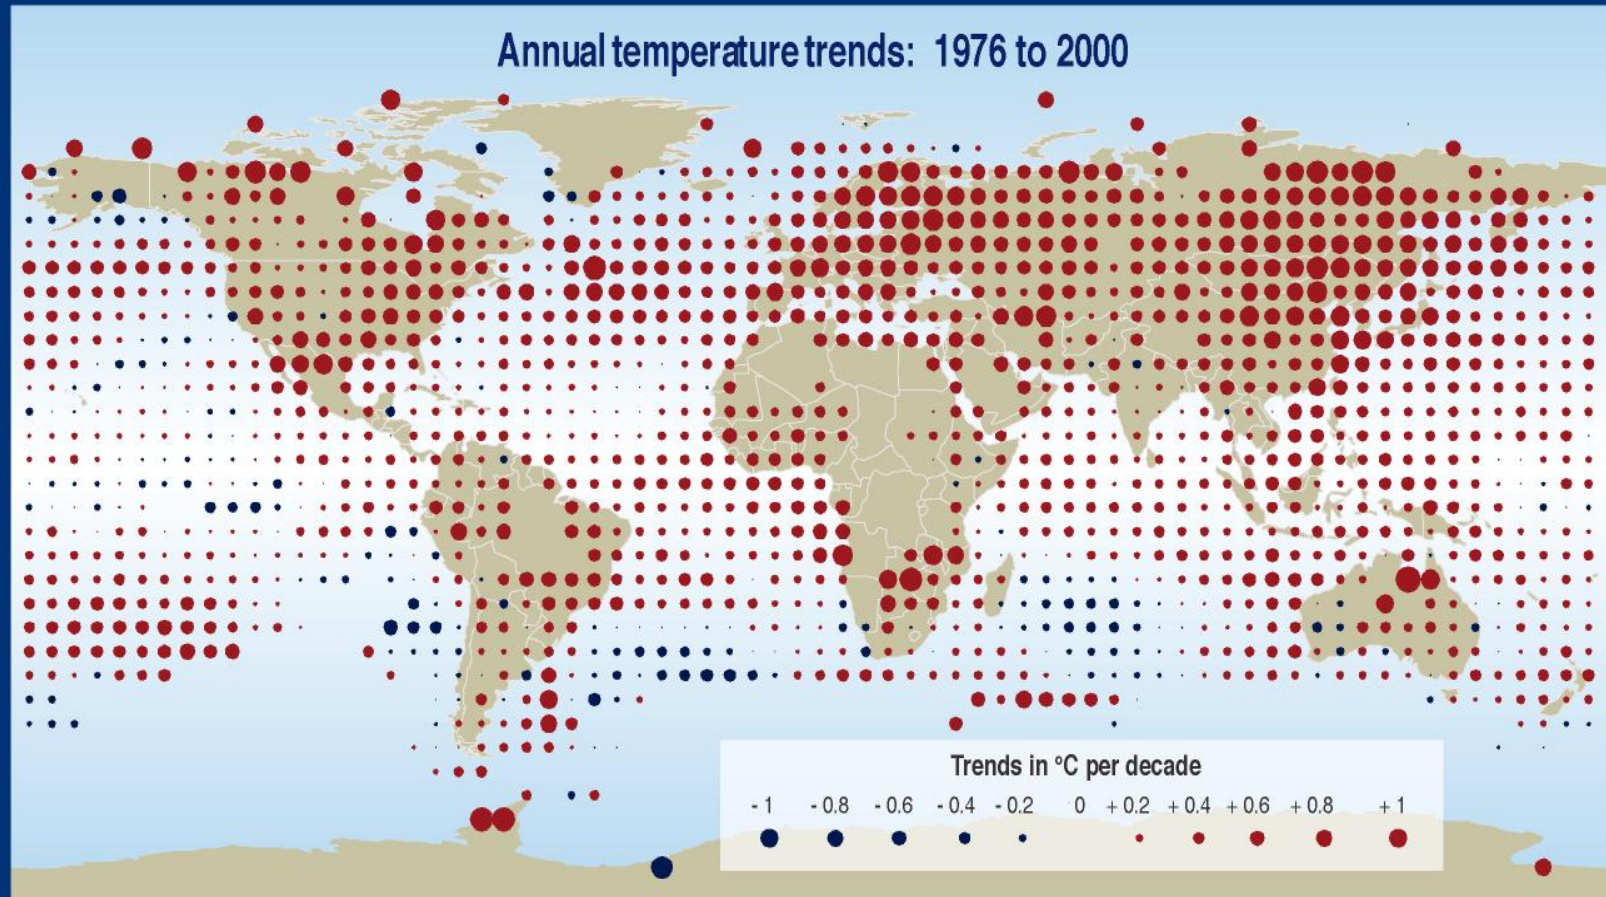 Annual temperature trends: 1976 to 2000
Trends in °C per decade
- 1 - 0.8 - 0.6 - 0.4 - 0.2 0 + 0.2 + 0.4 + 0.6 + 0.8 + 1